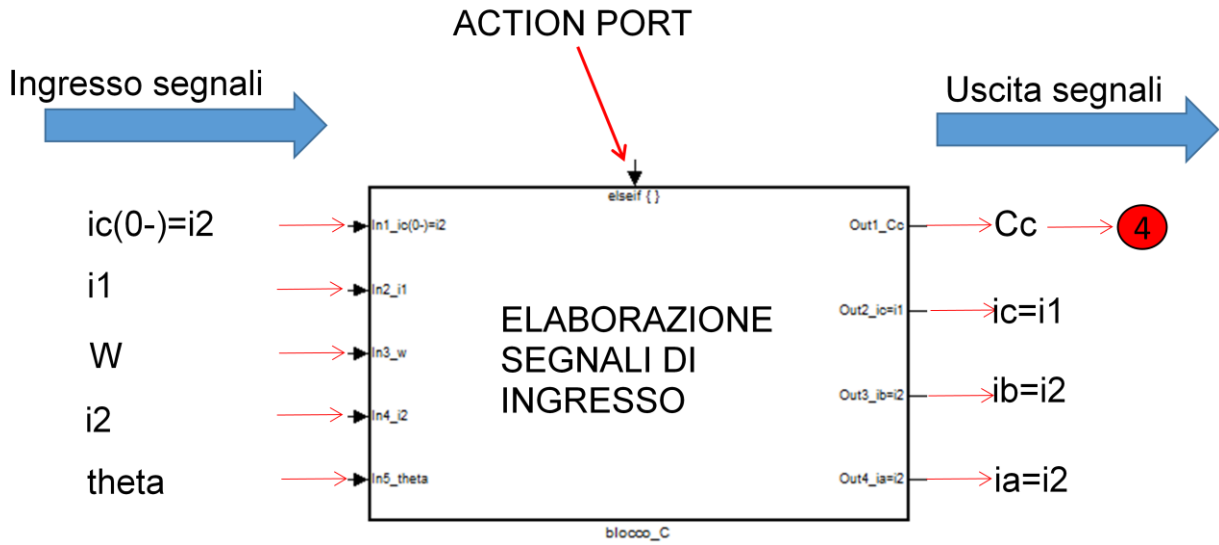 ACTION PORT
Ingresso segnali
Uscita segnali
elseif { }
ic(0-)=i2
In1_ic(0-)=i2
Out1_Cc
Cc
4
i1
In2_i1
Out2_ic=i1
ic=i1
ELABORAZIONE
SEGNALI DI
INGRESSO
W
In3_w
Out3_ib=i2
ib=i2
i2
In4_i2
theta
In5_theta
Out4_ia=i2
ia=i2
blocco_C